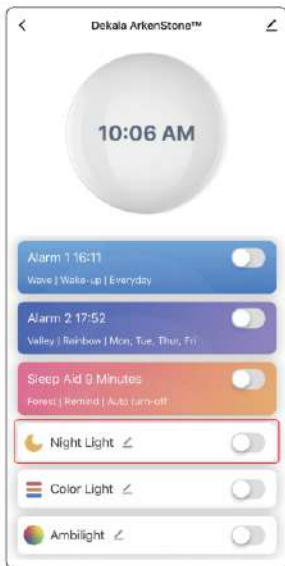 Dekala ArkenStone™
10:06 AM
Alarm 1 16:11
Wave | Wake-up | Everyday
Alarm 2 17:52
Valley | Rainbow | Mon, Tue, Thur, Fri
Sleep Aid 9 Minutes
Forest | Remind | Auto turn-off
Night Light
Color Light
Ambilight